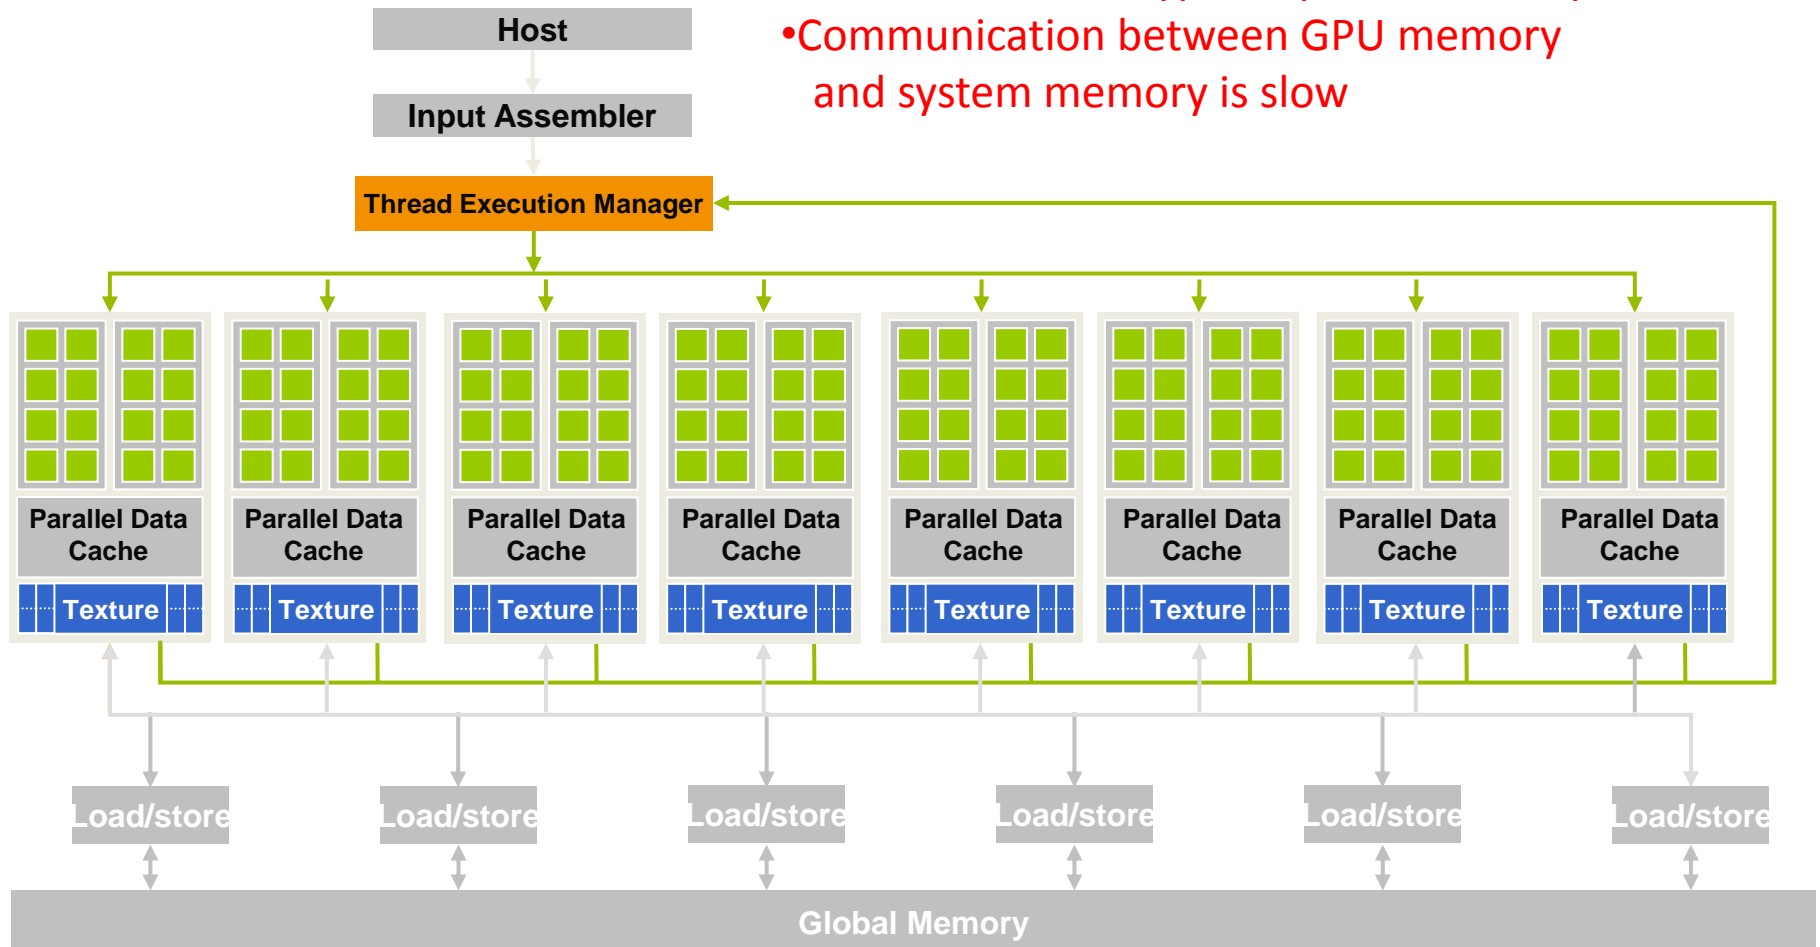 Host
•Communication between GPU memory
and system memory is slow
Input Assembler
Thread Execution Manager
Parallel Data
Cache
Parallel Data
Cache
Parallel Data
Cache
Parallel Data
Cache
Parallel Data
Cache
Parallel Data
Cache
Parallel Data
Cache
Parallel Data
Cache
Texture
Texture
Texture
Texture
Texture
Texture
Texture
Texture
Load/store
Load/store
Load/store
Load/store
Load/store
Load/store
Global Memory